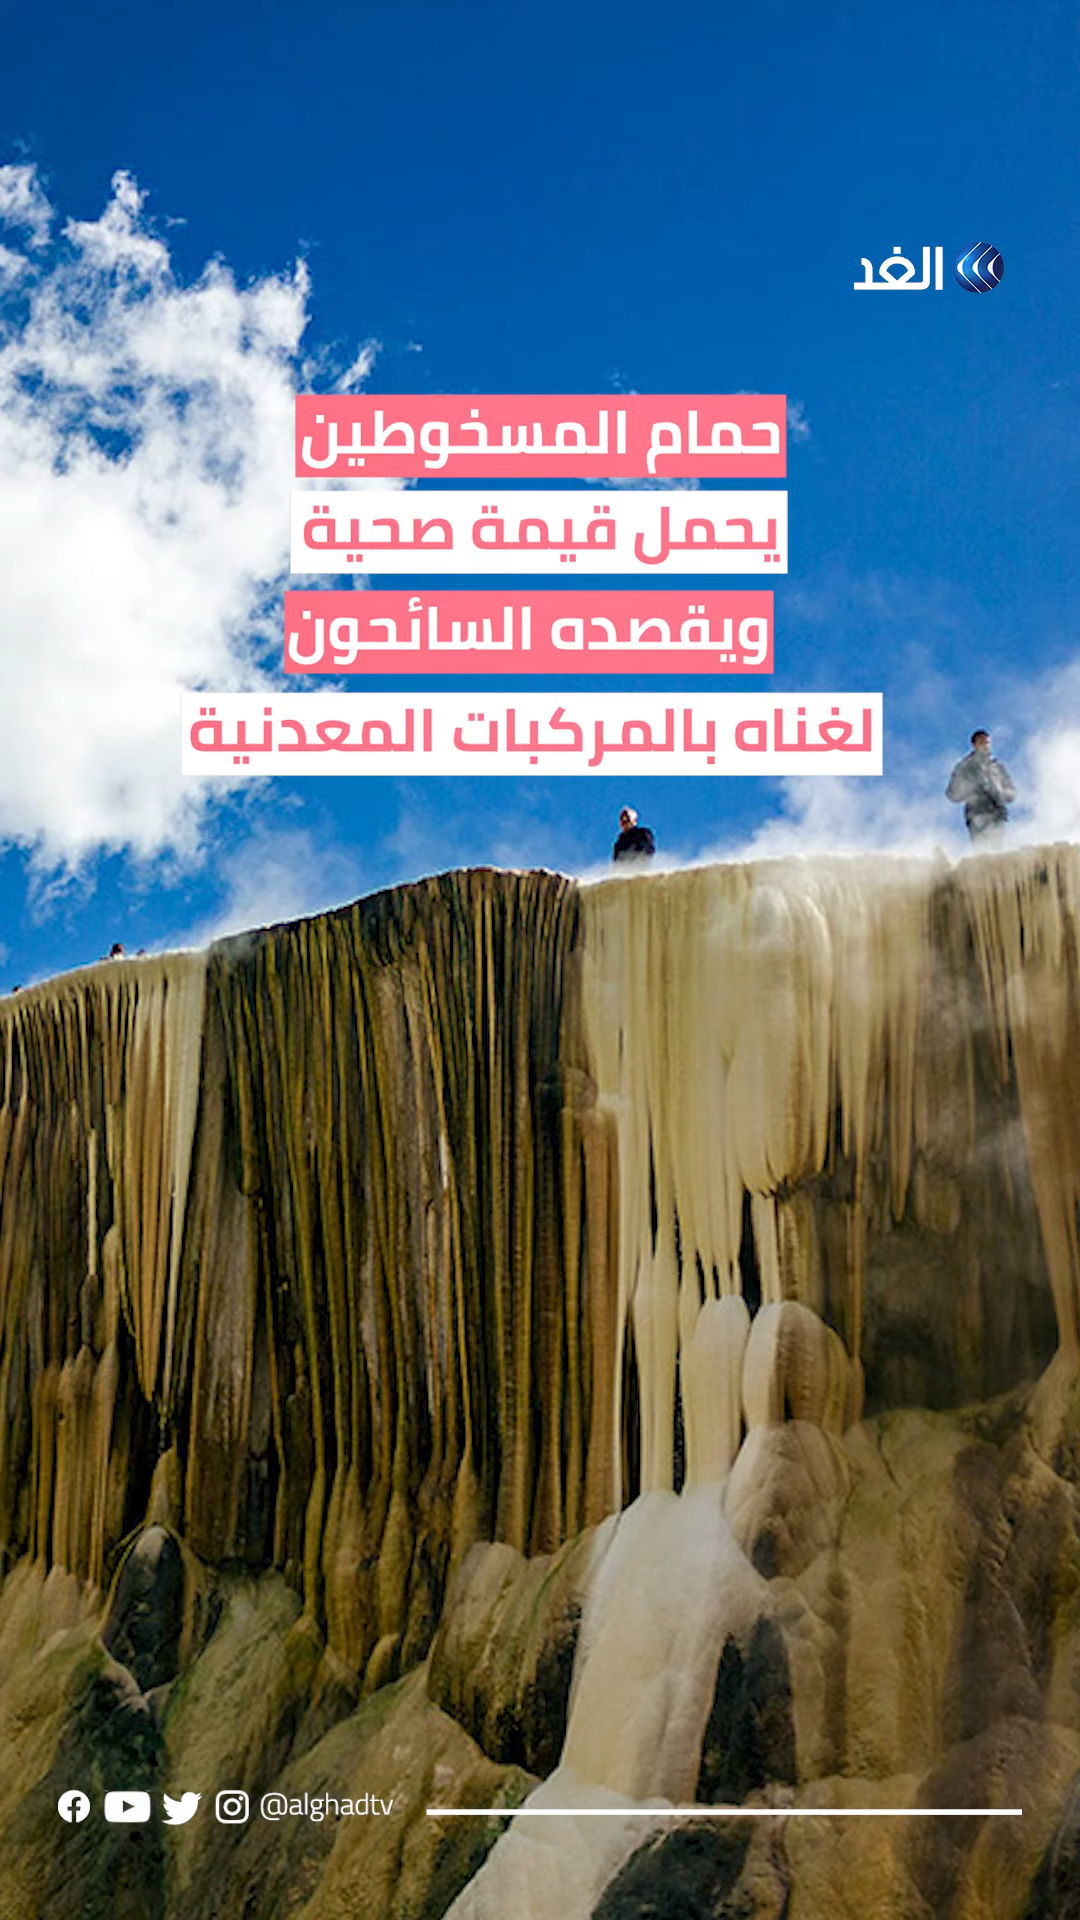 الغد
حمام المسخوطين
يحمل قيمة صحية
ويقصده السائحون
لغناه بالمركبات المعدنية
@alghadtv